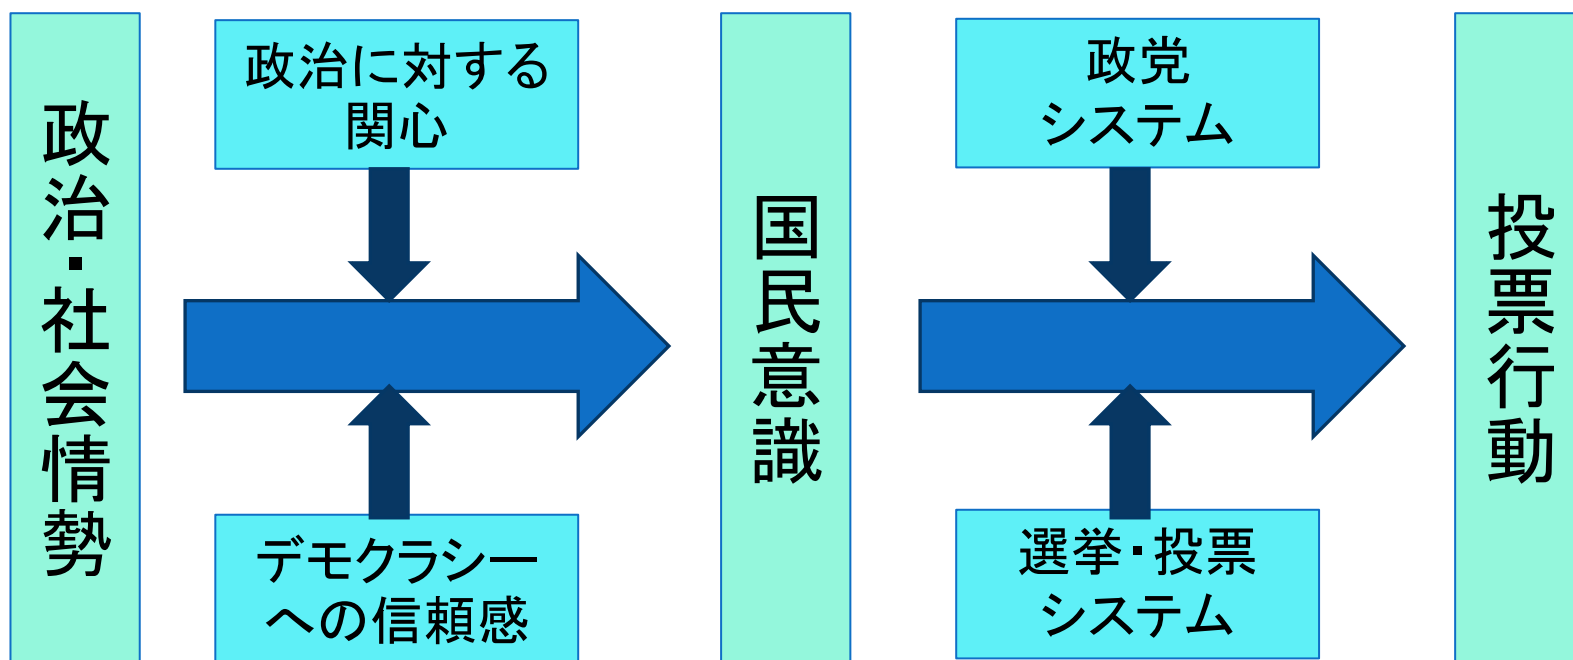 政治・社会情勢
政治に対する
関心
デモクラシー
への信頼感
国民意識
政党
システム
選挙・投票
システム
投票行動